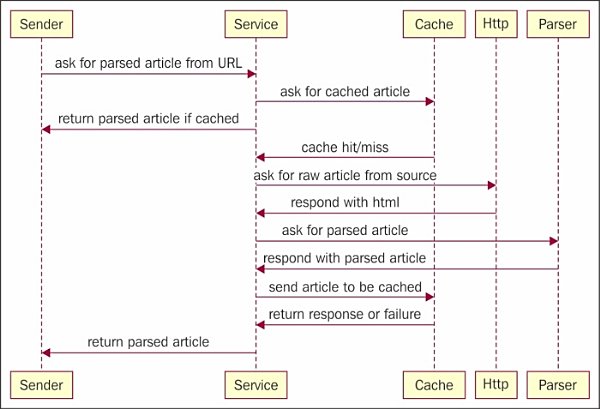 Sender Service Cache Http Parser
ask for parsed article from URL
ask for cached article
return parsed article if cached
cache hit/miss
ask for raw article from source
respond with html
ask for parsed article
respond with parsed article
send article to be cached
return response or failure
return parsed article
Sender Service Cache Http Parser